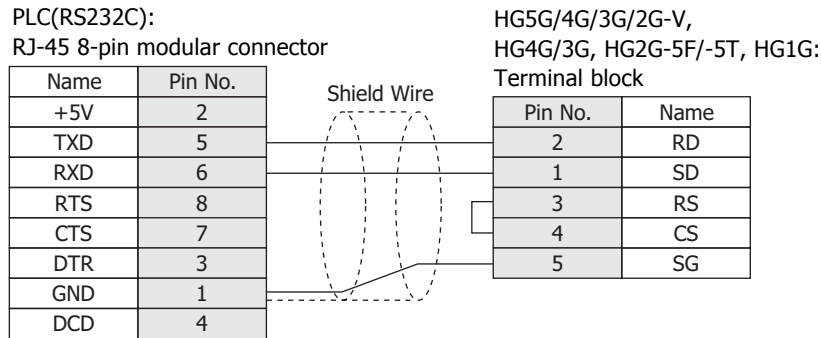 PLC(RS232C):
RJ-45 8-pin modular connector
Name Pin No.
+5V 2
TXD 5
RXD 6
RTS 8
CTS 7
DTR 3
GND 1
DCD 4
Shield Wire
HG5G/4G/3G/2G-V,
HG4G/3G, HG2G-5F/-5T, HG1G:
Terminal block
Pin No. Name
2 RD
1 SD
3 RS
4 CS
5 SG